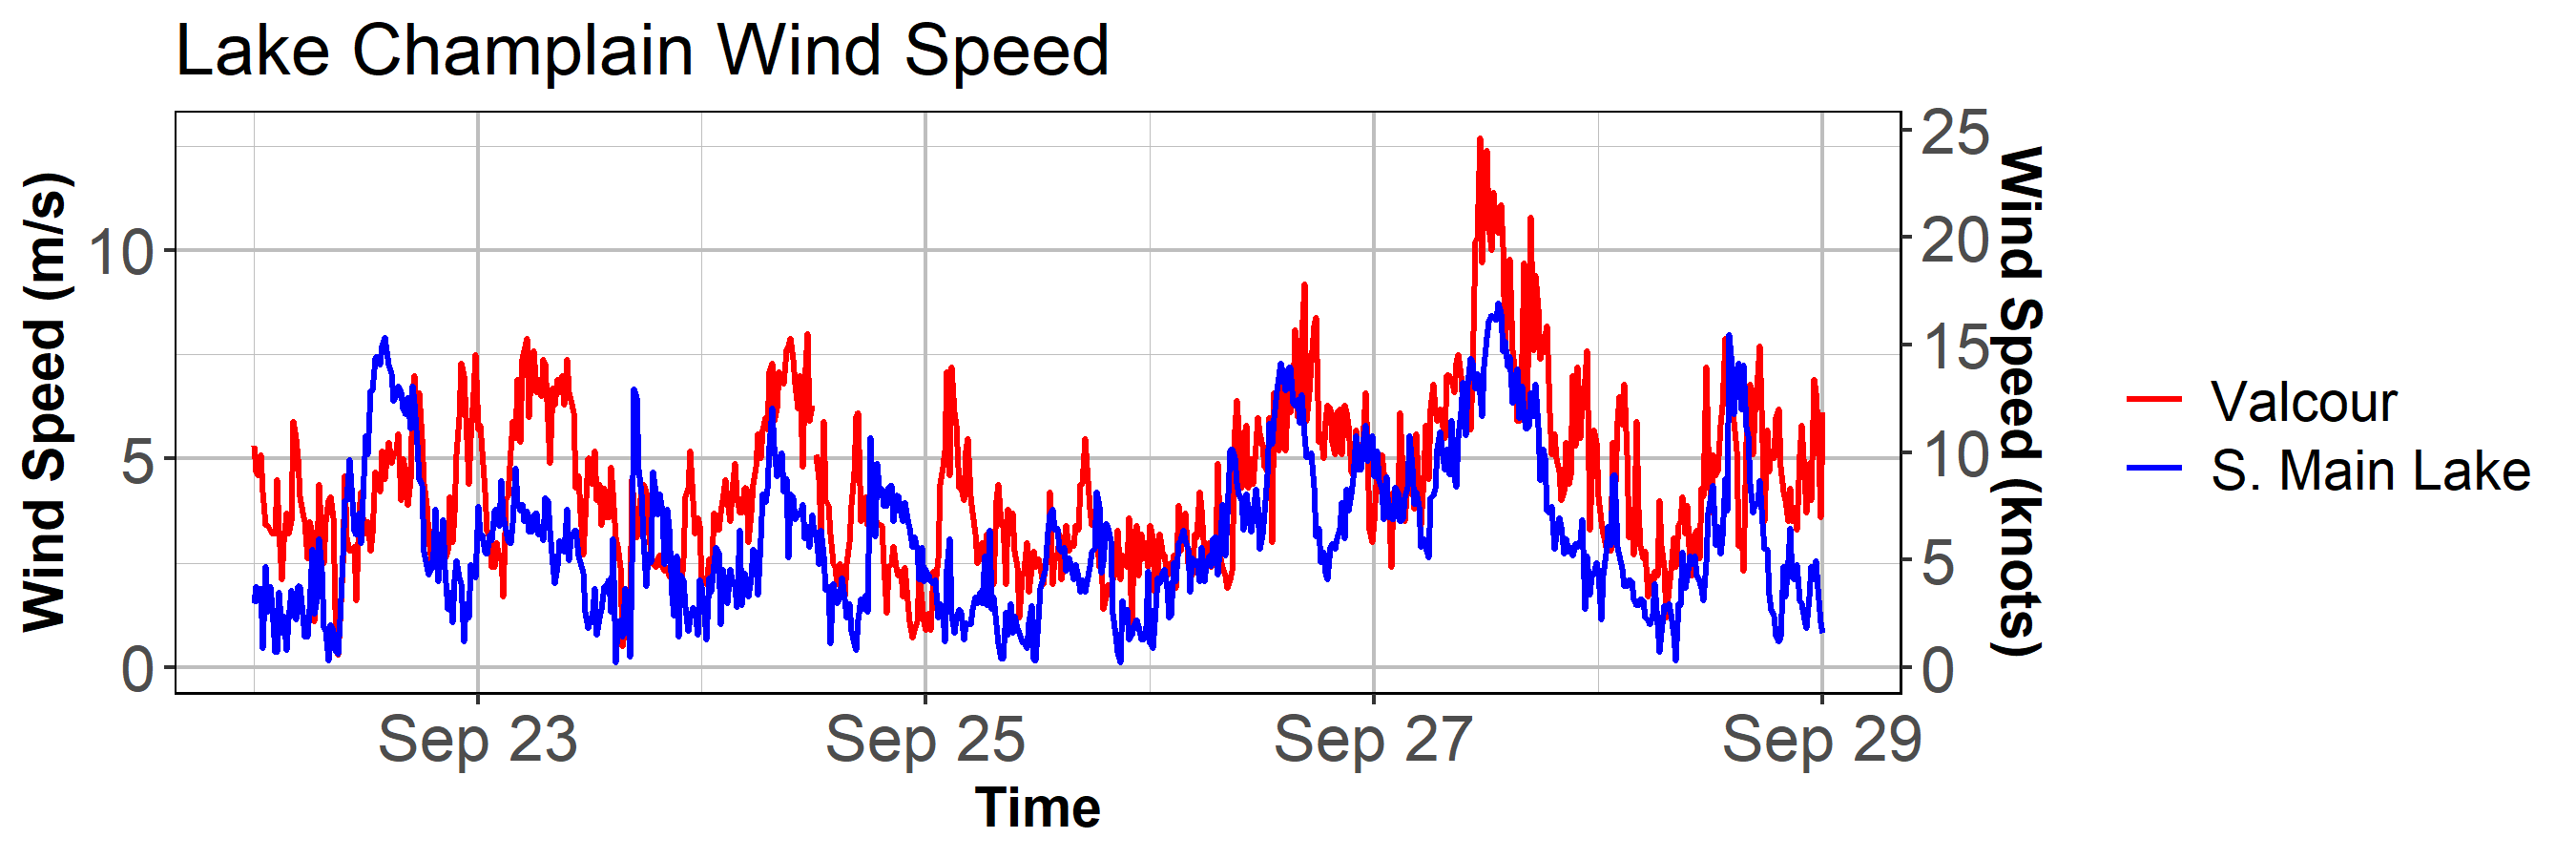 Lake Champlain Wind Speed
Wind Speed (m/s)
10
5
0
25
20
15
10
5
0
Wind Speed (knots)
Sep 23
Sep 25
Sep 27
Sep 29
Time
Valcour
S. Main Lake